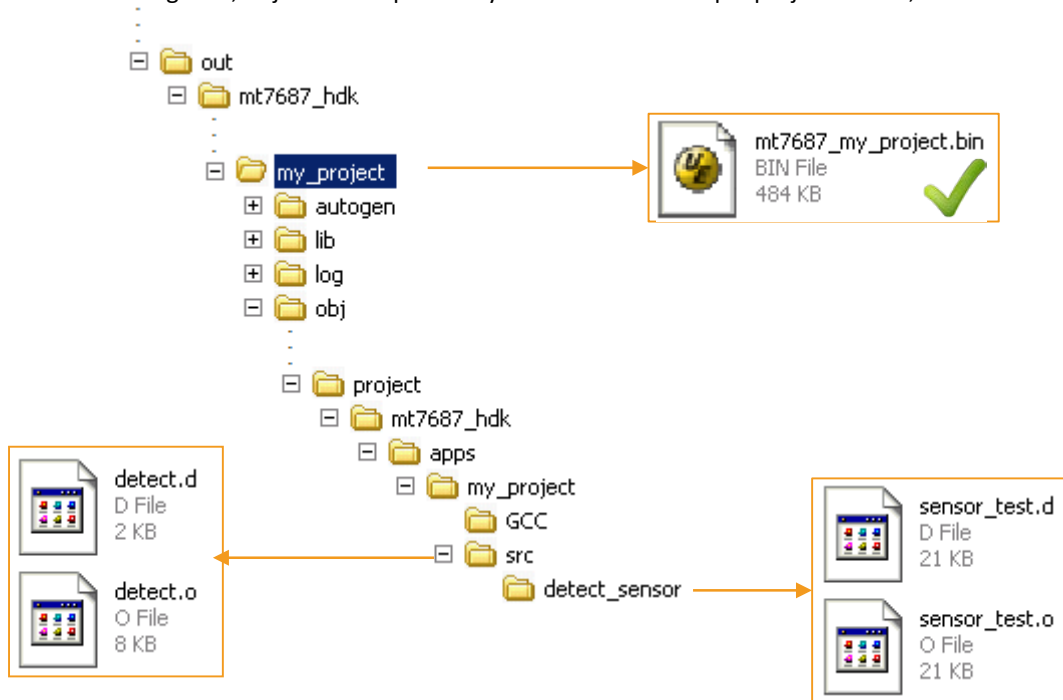 out
mt7687_hdk
my_project
autogen
lib
log
obj
project
mt7687_hdk
apps
my_project
GCC
src
detect_sensor
mt7687_my_project.bin
BIN File
484 KB
detect.d
D File
2 KB
detect.o
O File
8 KB
sensor_test.d
D File
21 KB
sensor_test.o
O File
21 KB